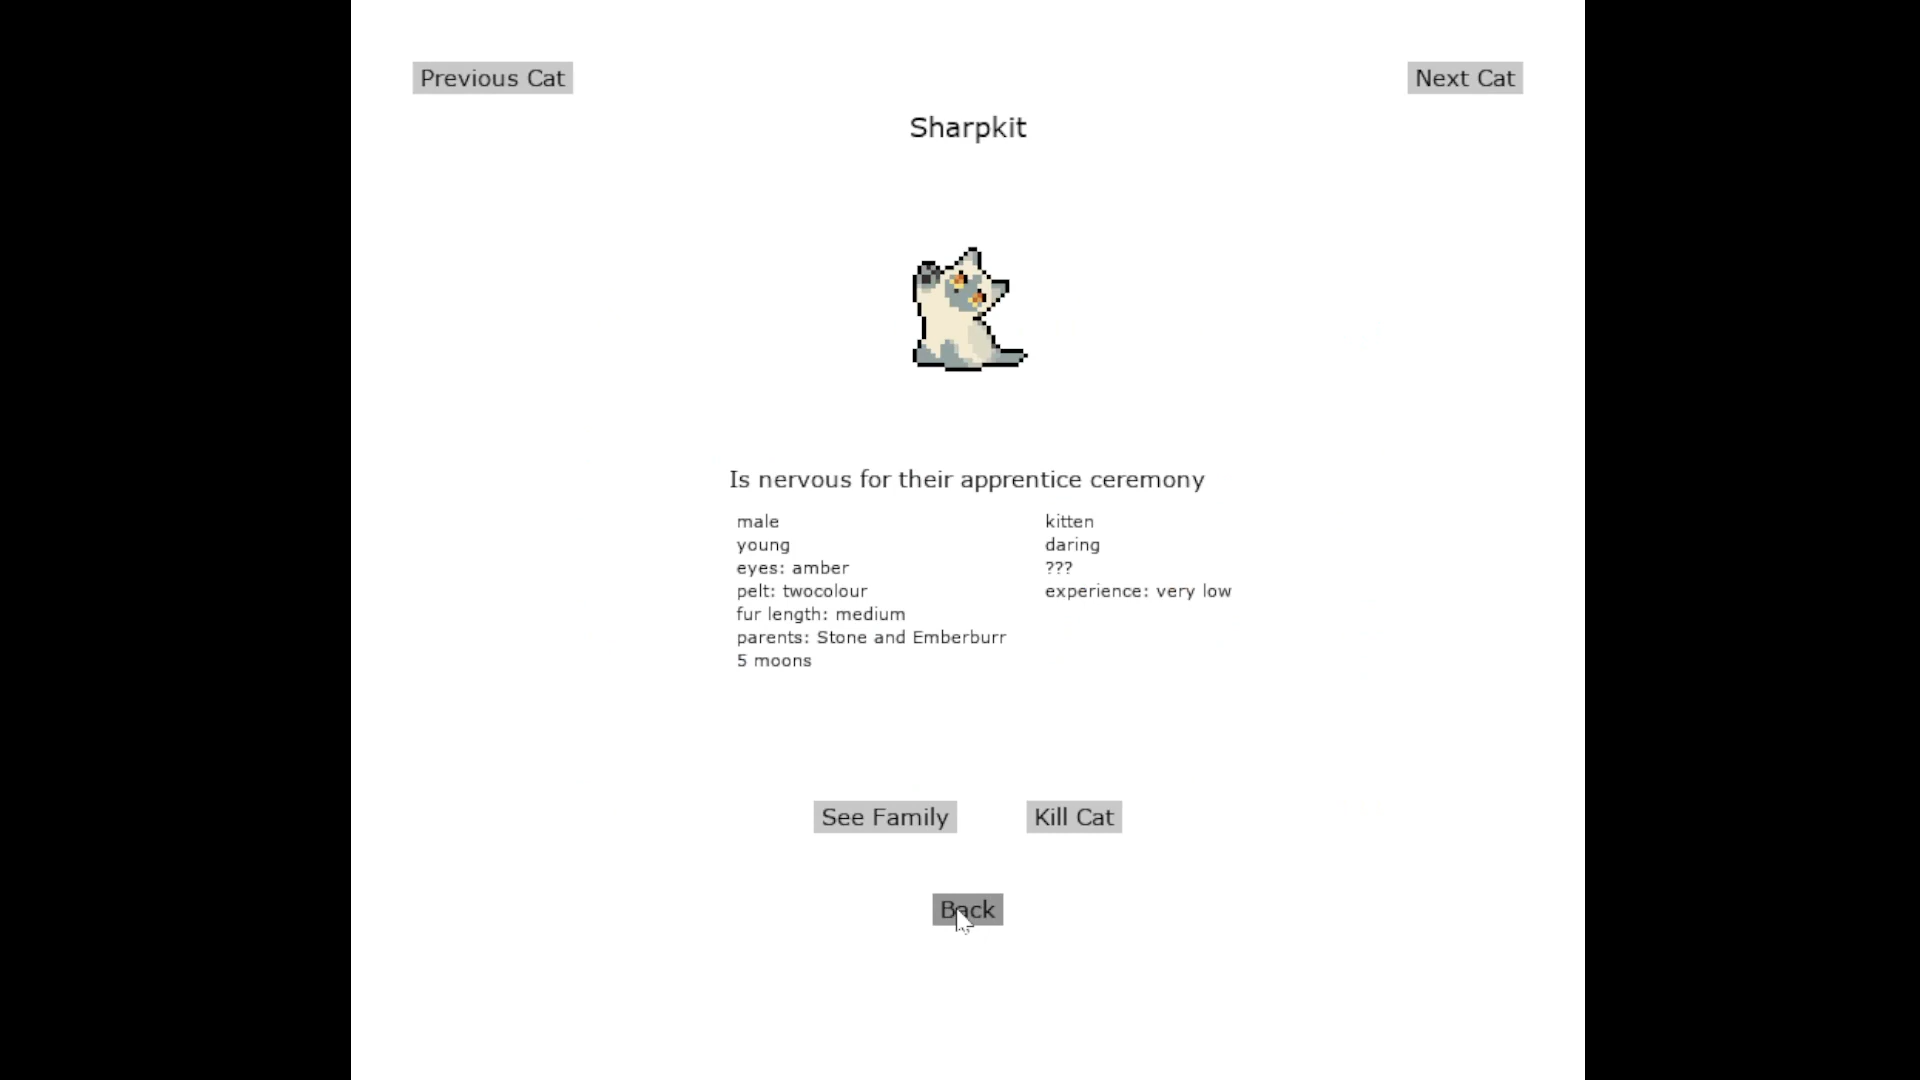 Previous Cat
Next Cat
Sharpkit
Is nervous for their apprentice ceremony
male
young
eyes: amber
pelt: twocolour
fur length: medium
parents: Stone and Emberburr
5 moons
kitten
daring
???
experience: very low
See Family
Kill Cat
Back